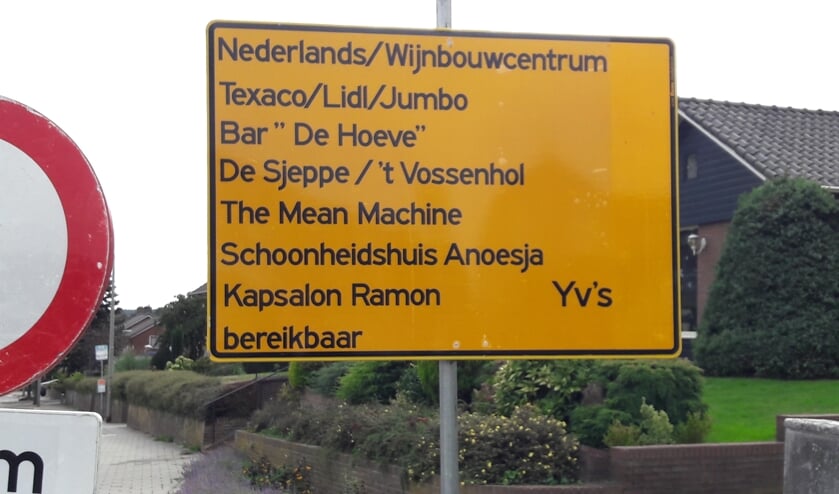 Nederlands/Wijnbouwcentrum
Texaco/Lidl/Jumbo
Bar ” De Hoeve”
De Sjeppe / 't Vossenhol
The Mean Machine
Schoonheidshuis Anoesja
Kapsalon Ramon Yv's
bereikbaar
m